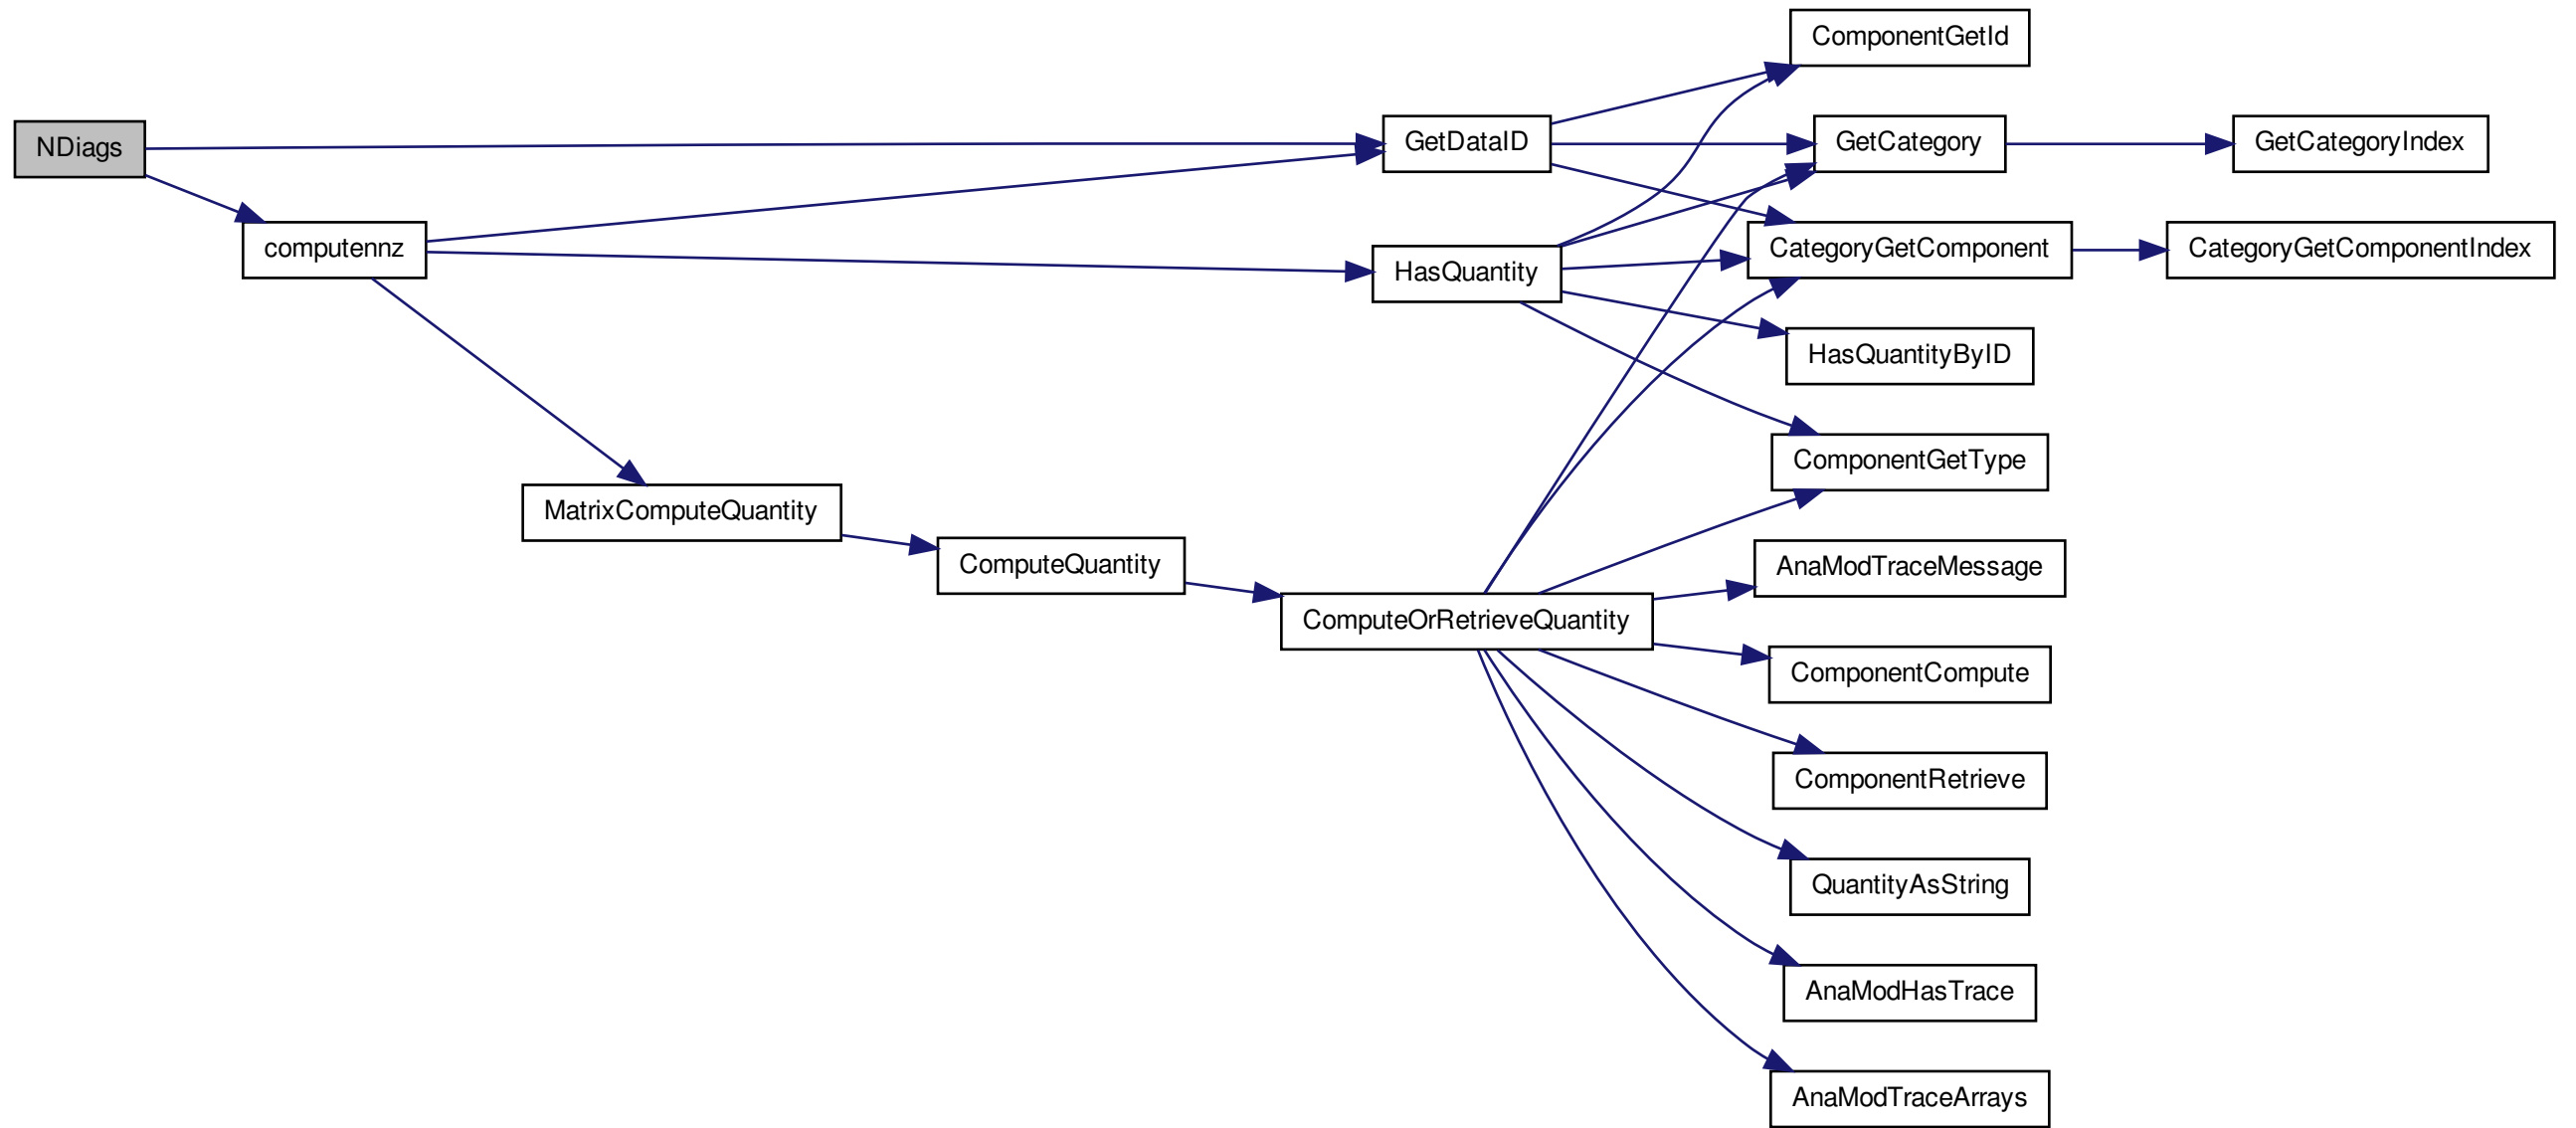 ComponentGetId
NDiags
GetDataID
GetCategory
GetCategoryIndex
computennz
HasQuantity
CategoryGetComponent
CategoryGetComponentIndex
HasQuantityByID
ComponentGetType
MatrixComputeQuantity
ComputeQuantity
AnaModTraceMessage
ComputeOrRetrieveQuantity
ComponentCompute
ComponentRetrieve
QuantityAsString
AnaModHasTrace
AnaModTraceArrays